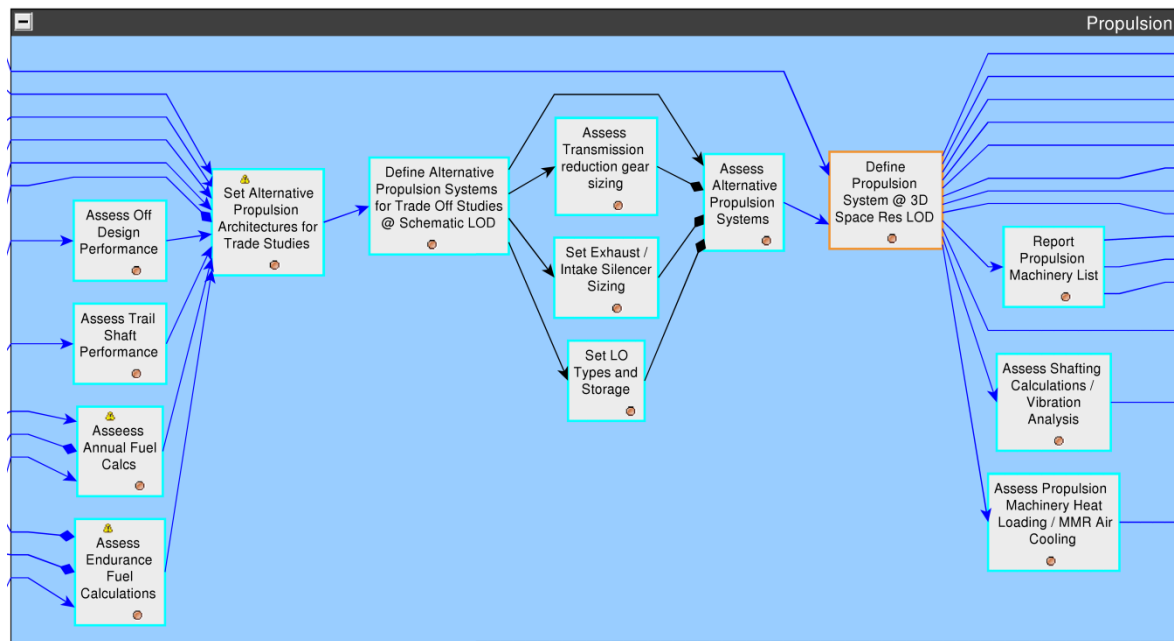 Propulsion
Assess Off
Design
Performance
Assess Trail
Shaft
Performance
Asseess
Annual Fuel
Calcs
Assess
Endurance
Fuel
Calculations
Set Alternative
Propulsion
Architectures for
Trade Studies
Define Alternative
Propulsion Systems
for Trade Off Studies
@ Schematic LOD
Assess
Transmission
reduction gear
sizing
Set Exhaust /
Intake Silencer
Sizing
Set LO
Types and
Storage
Assess
Alternative
Propulsion
Systems
Define
Propulsion
System @ 3D
Space Res LOD
Report
Propulsion
Machinery List
Assess Shafting
Calculations /
Vibration
Analysis
Assess Propulsion
Machinery Heat
Loading / MMR Air
Cooling